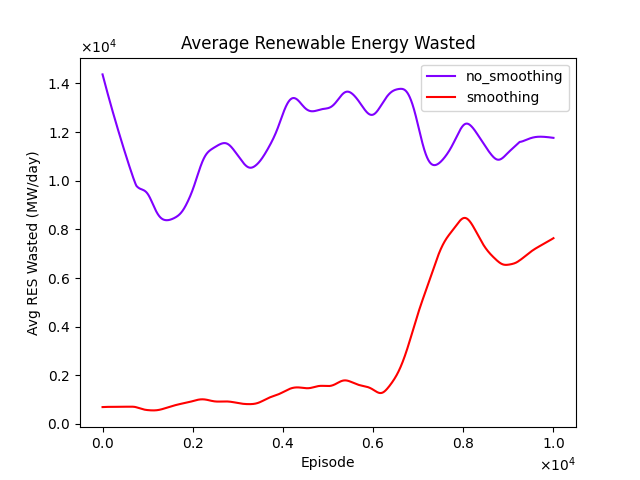 Average Renewable Energy Wasted
×10⁴
no_smoothing
smoothing
1.4
1.2
1.0
0.8
0.6
0.4
0.2
0.0
Avg RES Wasted (MW/day)
0.0 0.2 0.4 0.6 0.8 1.0
Episode
×10⁴